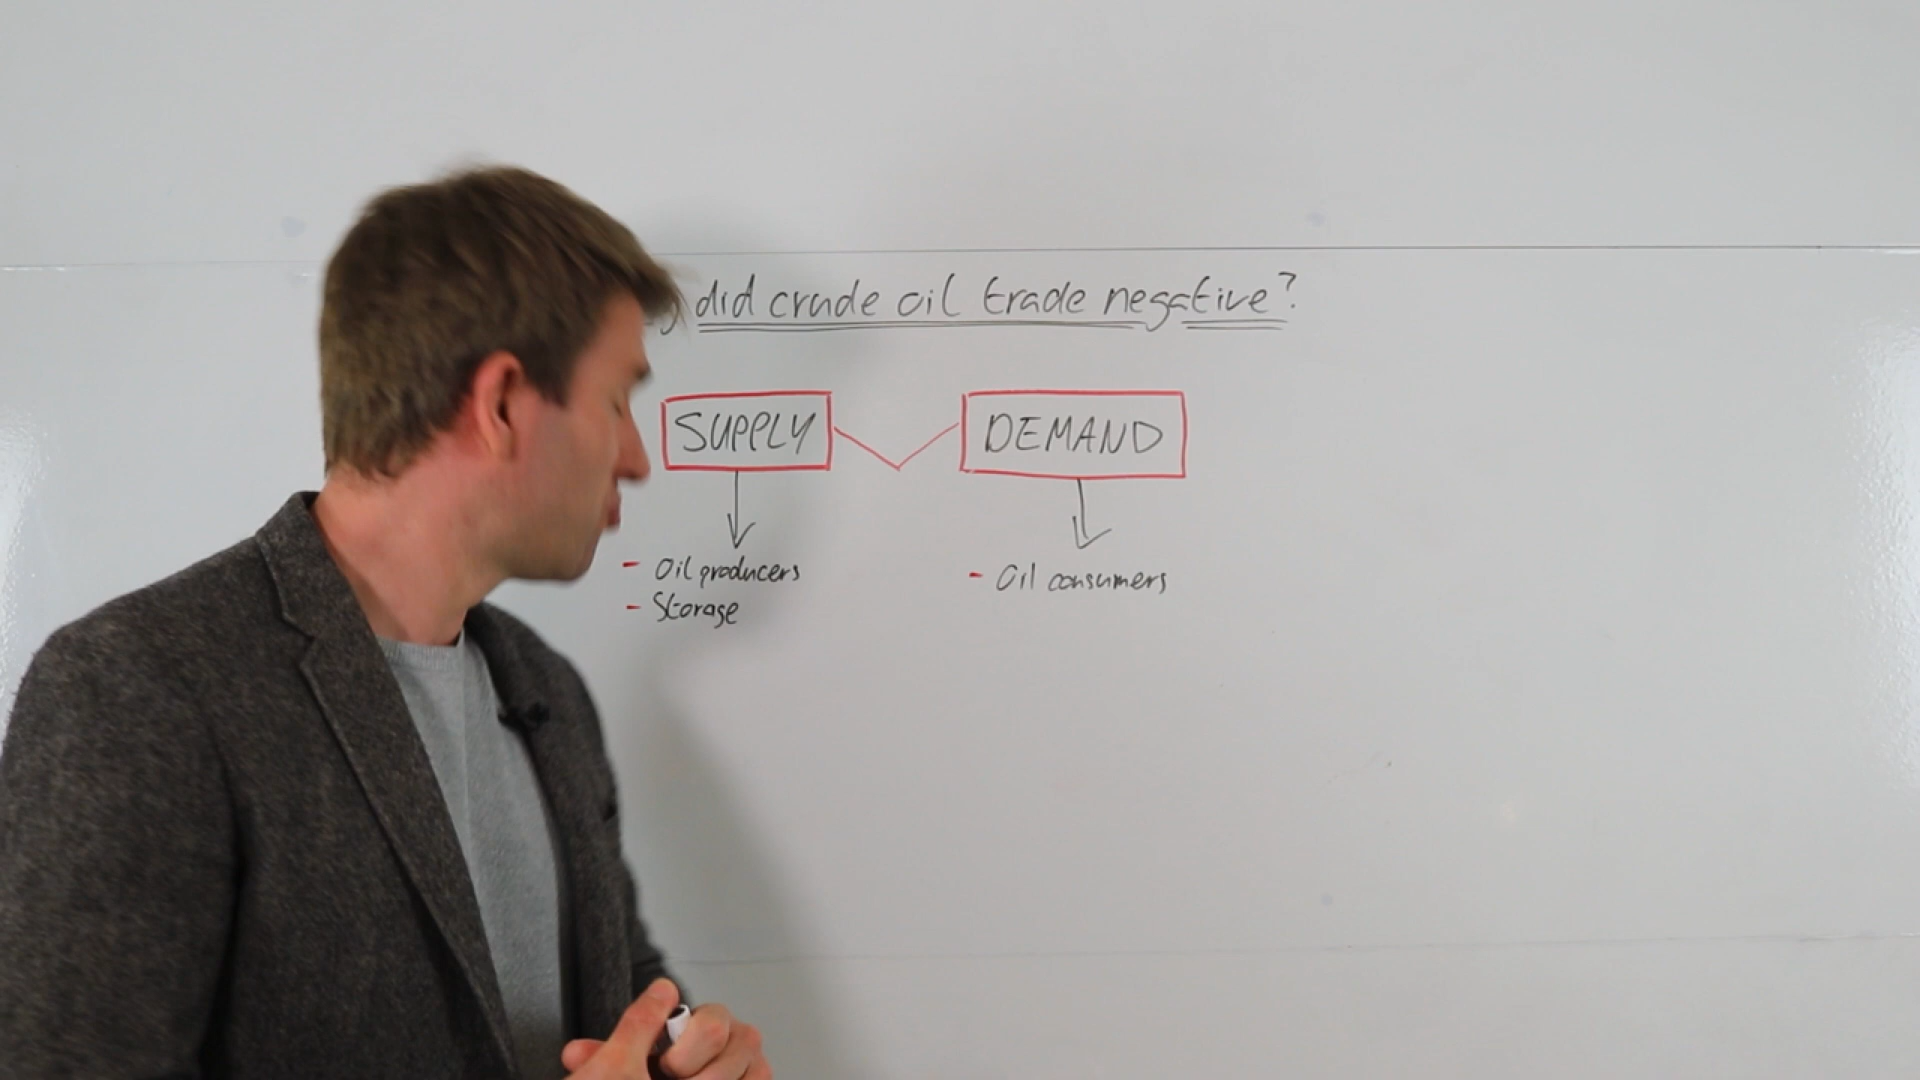 did crude oil trade negative?
SUPPLY
DEMAND
- Oil producers
- Storage
- Oil consumers